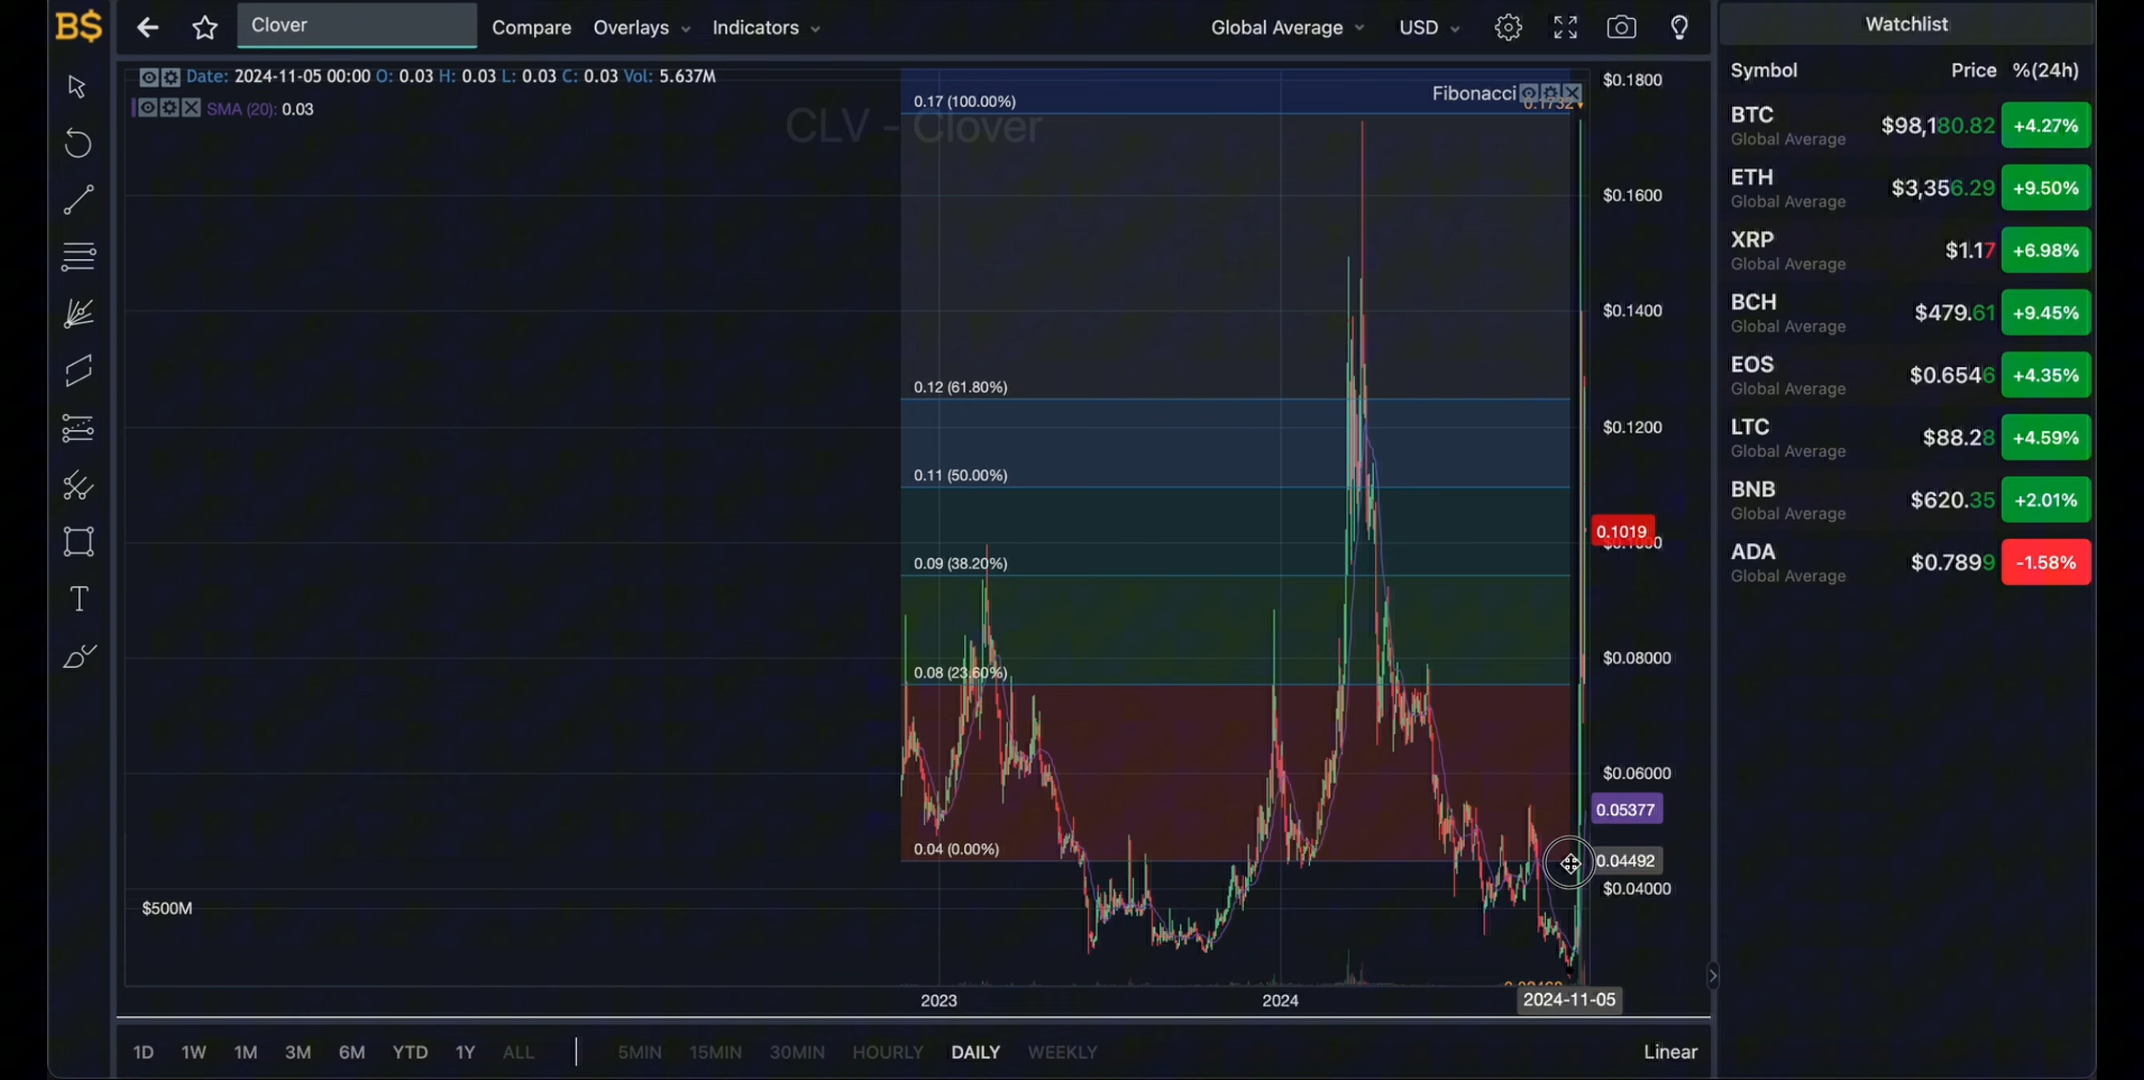 B$
Clover
Compare
Overlays
Indicators
Global Average
USD
Date: 2024-11-05 00:00 O: 0.03 H: 0.03 L: 0.03 C: 0.03 Vol: 5.637M
SMA (20): 0.03
CLV - Clover
Fibonacci
0.1732
0.17 (100.00%)
0.12 (61.80%)
0.11 (50.00%)
0.09 (38.20%)
0.08 (23.60%)
0.04 (0.00%)
$0.1800
$0.1600
$0.1400
$0.1200
0.1019
$0.1000
$0.08000
$0.06000
0.05377
0.04492
$0.04000
$500M
2023
2024
2024-11-05
1D
1W
1M
3M
6M
YTD
1Y
ALL
5MIN
15MIN
30MIN
HOURLY
DAILY
WEEKLY
Linear
Watchlist
Symbol Price %(24h)
BTC $98,180.82 +4.27%
Global Average
ETH $3,356.29 +9.50%
Global Average
XRP $1.17 +6.98%
Global Average
BCH $479.61 +9.45%
Global Average
EOS $0.6546 +4.35%
Global Average
LTC $88.28 +4.59%
Global Average
BNB $620.35 +2.01%
Global Average
ADA $0.7899 -1.58%
Global Average